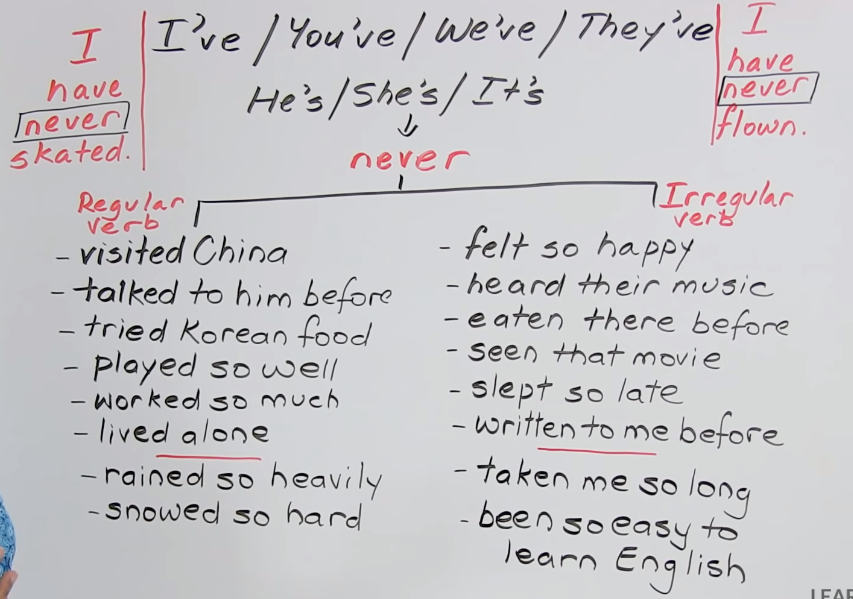 I
have
never
skated.
I've / You've / We've / They've
He's / She's / It's
never
I
have
never
flown.
Regular
verb
- visited China
- talked to him before
- tried Korean food
- played so well
- worked so much
- lived alone
- rained so heavily
- snowed so hard
Irregular
verb
- felt so happy
- heard their music
- eaten there before
- seen that movie
- slept so late
- written to me before
- taken me so long
- been so easy to
learn English